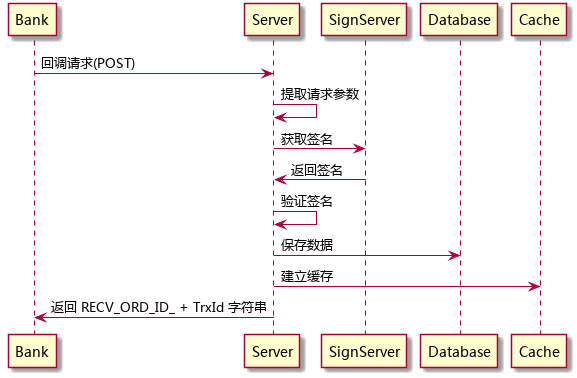 Bank Server SignServer Database Cache
回调请求(POST)
提取请求参数
获取签名
返回签名
验证签名
保存数据
建立缓存
返回 RECV_ORD_ID_ + TrxId 字符串
Bank Server SignServer Database Cache